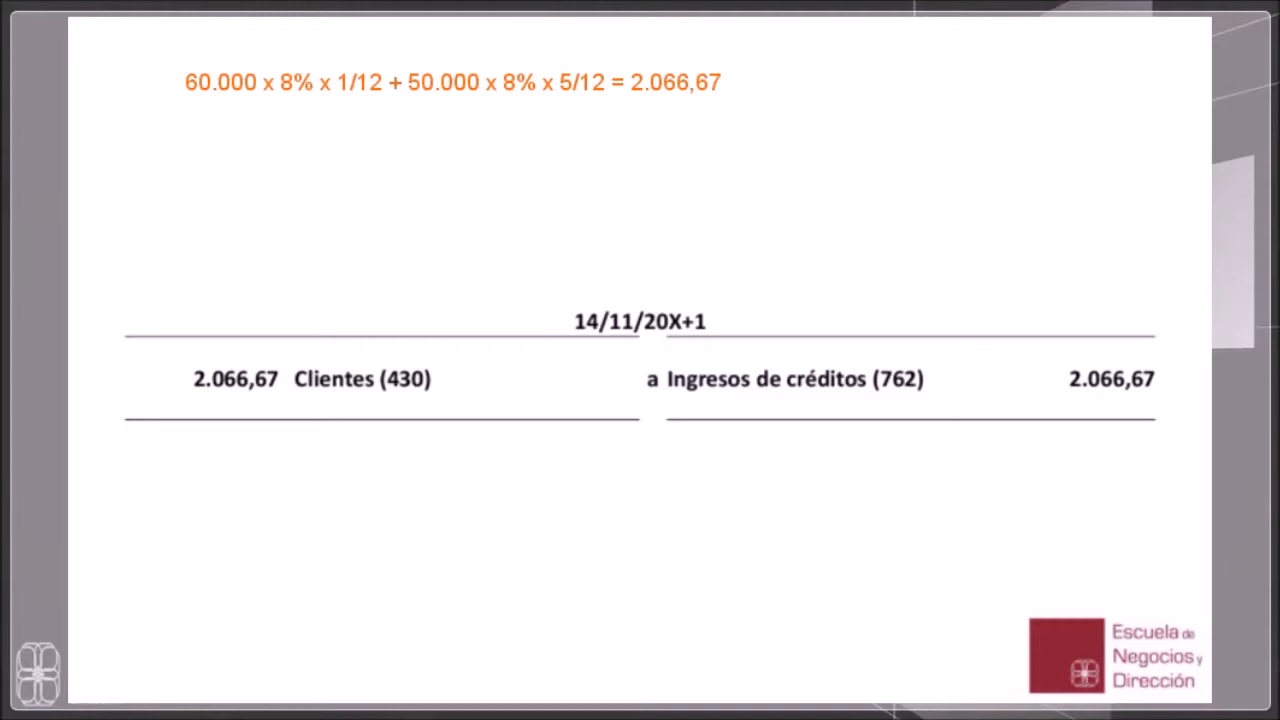 60.000 x 8% x 1/12 + 50.000 x 8% x 5/12 = 2.066,67
14/11/20X+1
2.066,67 Clientes (430) a Ingresos de créditos (762) 2.066,67
Escuela de
Negocios y
Dirección